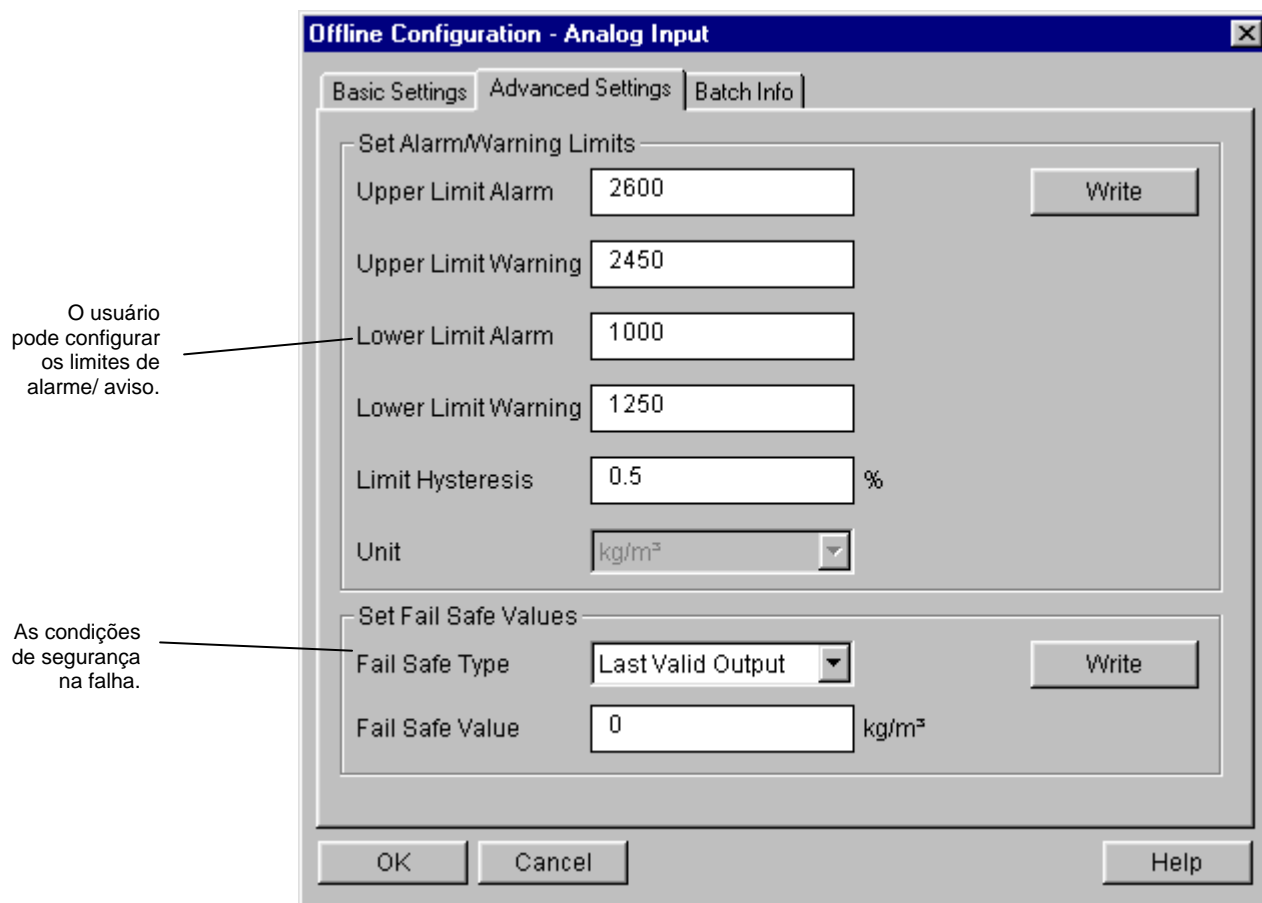 Offline Configuration - Analog Input
Basic Settings
Advanced Settings
Batch Info
Set Alarm/Warning Limits
Upper Limit Alarm 2600 Write
Upper Limit Warning 2450
Lower Limit Alarm 1000
Lower Limit Warning 1250
Limit Hysteresis 0.5 %
Unit kg/m³
Set Fail Safe Values
Fail Safe Type Last Valid Output Write
Fail Safe Value 0 kg/m³
OK Cancel Help
O usuário
pode configurar
os limites de
alarme/ aviso.
As condições
de segurança
na falha.